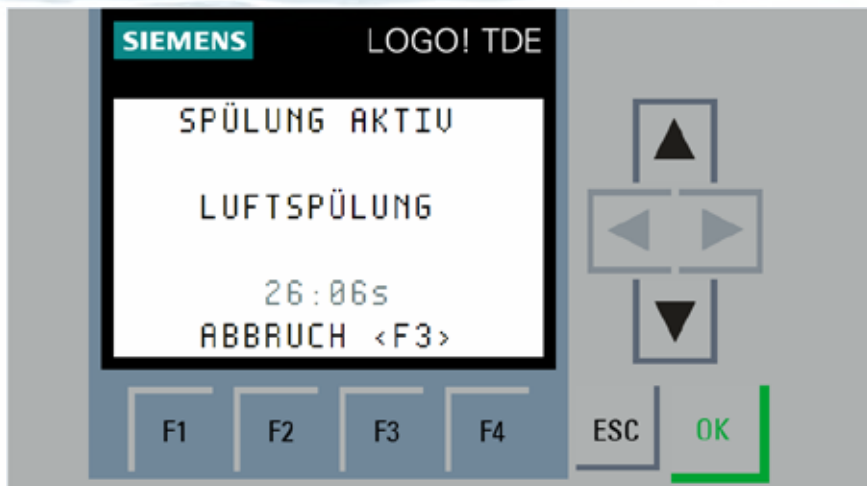 SIEMENS LOGO! TDE
SPÜLUNG AKTIV
LUFTSPÜLUNG
26:06s
ABBRUCH <F3>
F1 F2 F3 F4 ESC OK